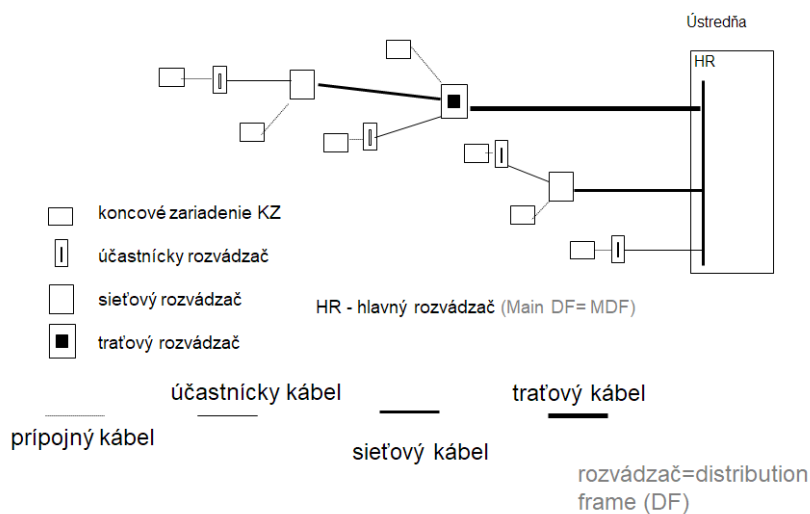 Ústredňa
HR
koncové zariadenie KZ
účastnícky rozvádzač
sieťový rozvádzač
HR - hlavný rozvádzač (Main DF= MDF)
traťový rozvádzač
účastnícky kábel
traťový kábel
prípojný kábel
sieťový kábel
rozvádzač=distribution
frame (DF)